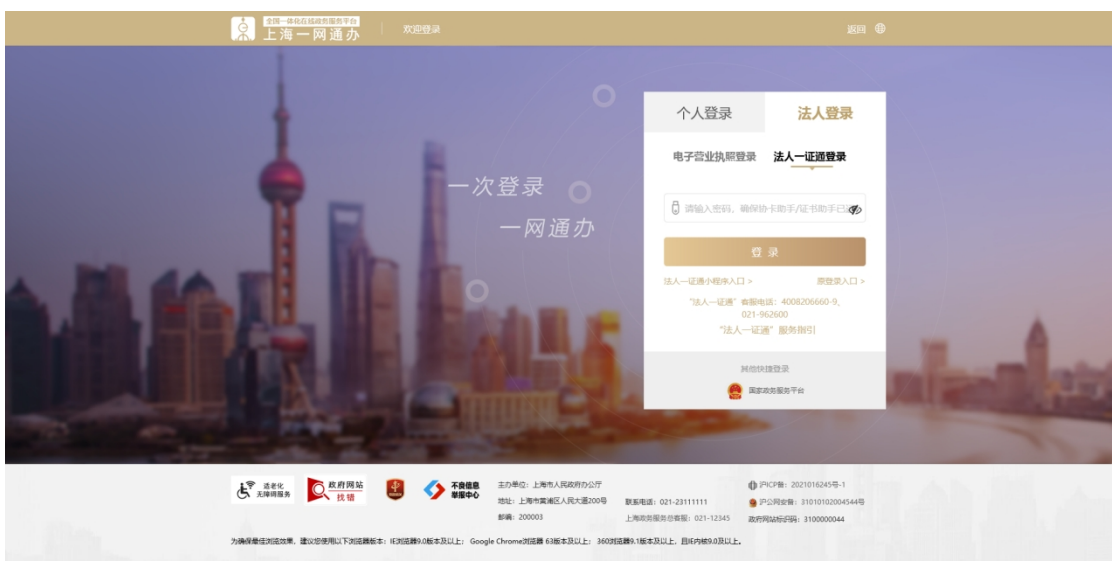 全国一体化在线政务服务平台
上海一网通办
欢迎登录
返回
一次登录
一网通办
个人登录
法人登录
电子营业执照登录
法人一证通登录
请输入密码，确保协卡助手/证书助手已
登 录
法人一证通小程序入口 >
原登录入口 >
“法人一证通”客服电话：4008206660-9、
021-962600
“法人一证通”服务指引
其他快捷登录
国家政务服务平台
适老化
无障碍服务
政府网站
找错
不良信息
举报中心
主办单位：上海市人民政府办公厅
地址：上海市黄浦区人民大道200号
邮编：200003
联系电话：021-23111111
上海政务服务总客服：021-12345
沪ICP备：2021016245号-1
沪公网安备：31010102004544号
政府网站标识码：3100000044
为确保最佳浏览效果，建议您使用以下浏览器版本：IE浏览器9.0版本及以上； Google Chrome浏览器 63版本及以上； 360浏览器9.1版本及以上，且IE内核9.0及以上。